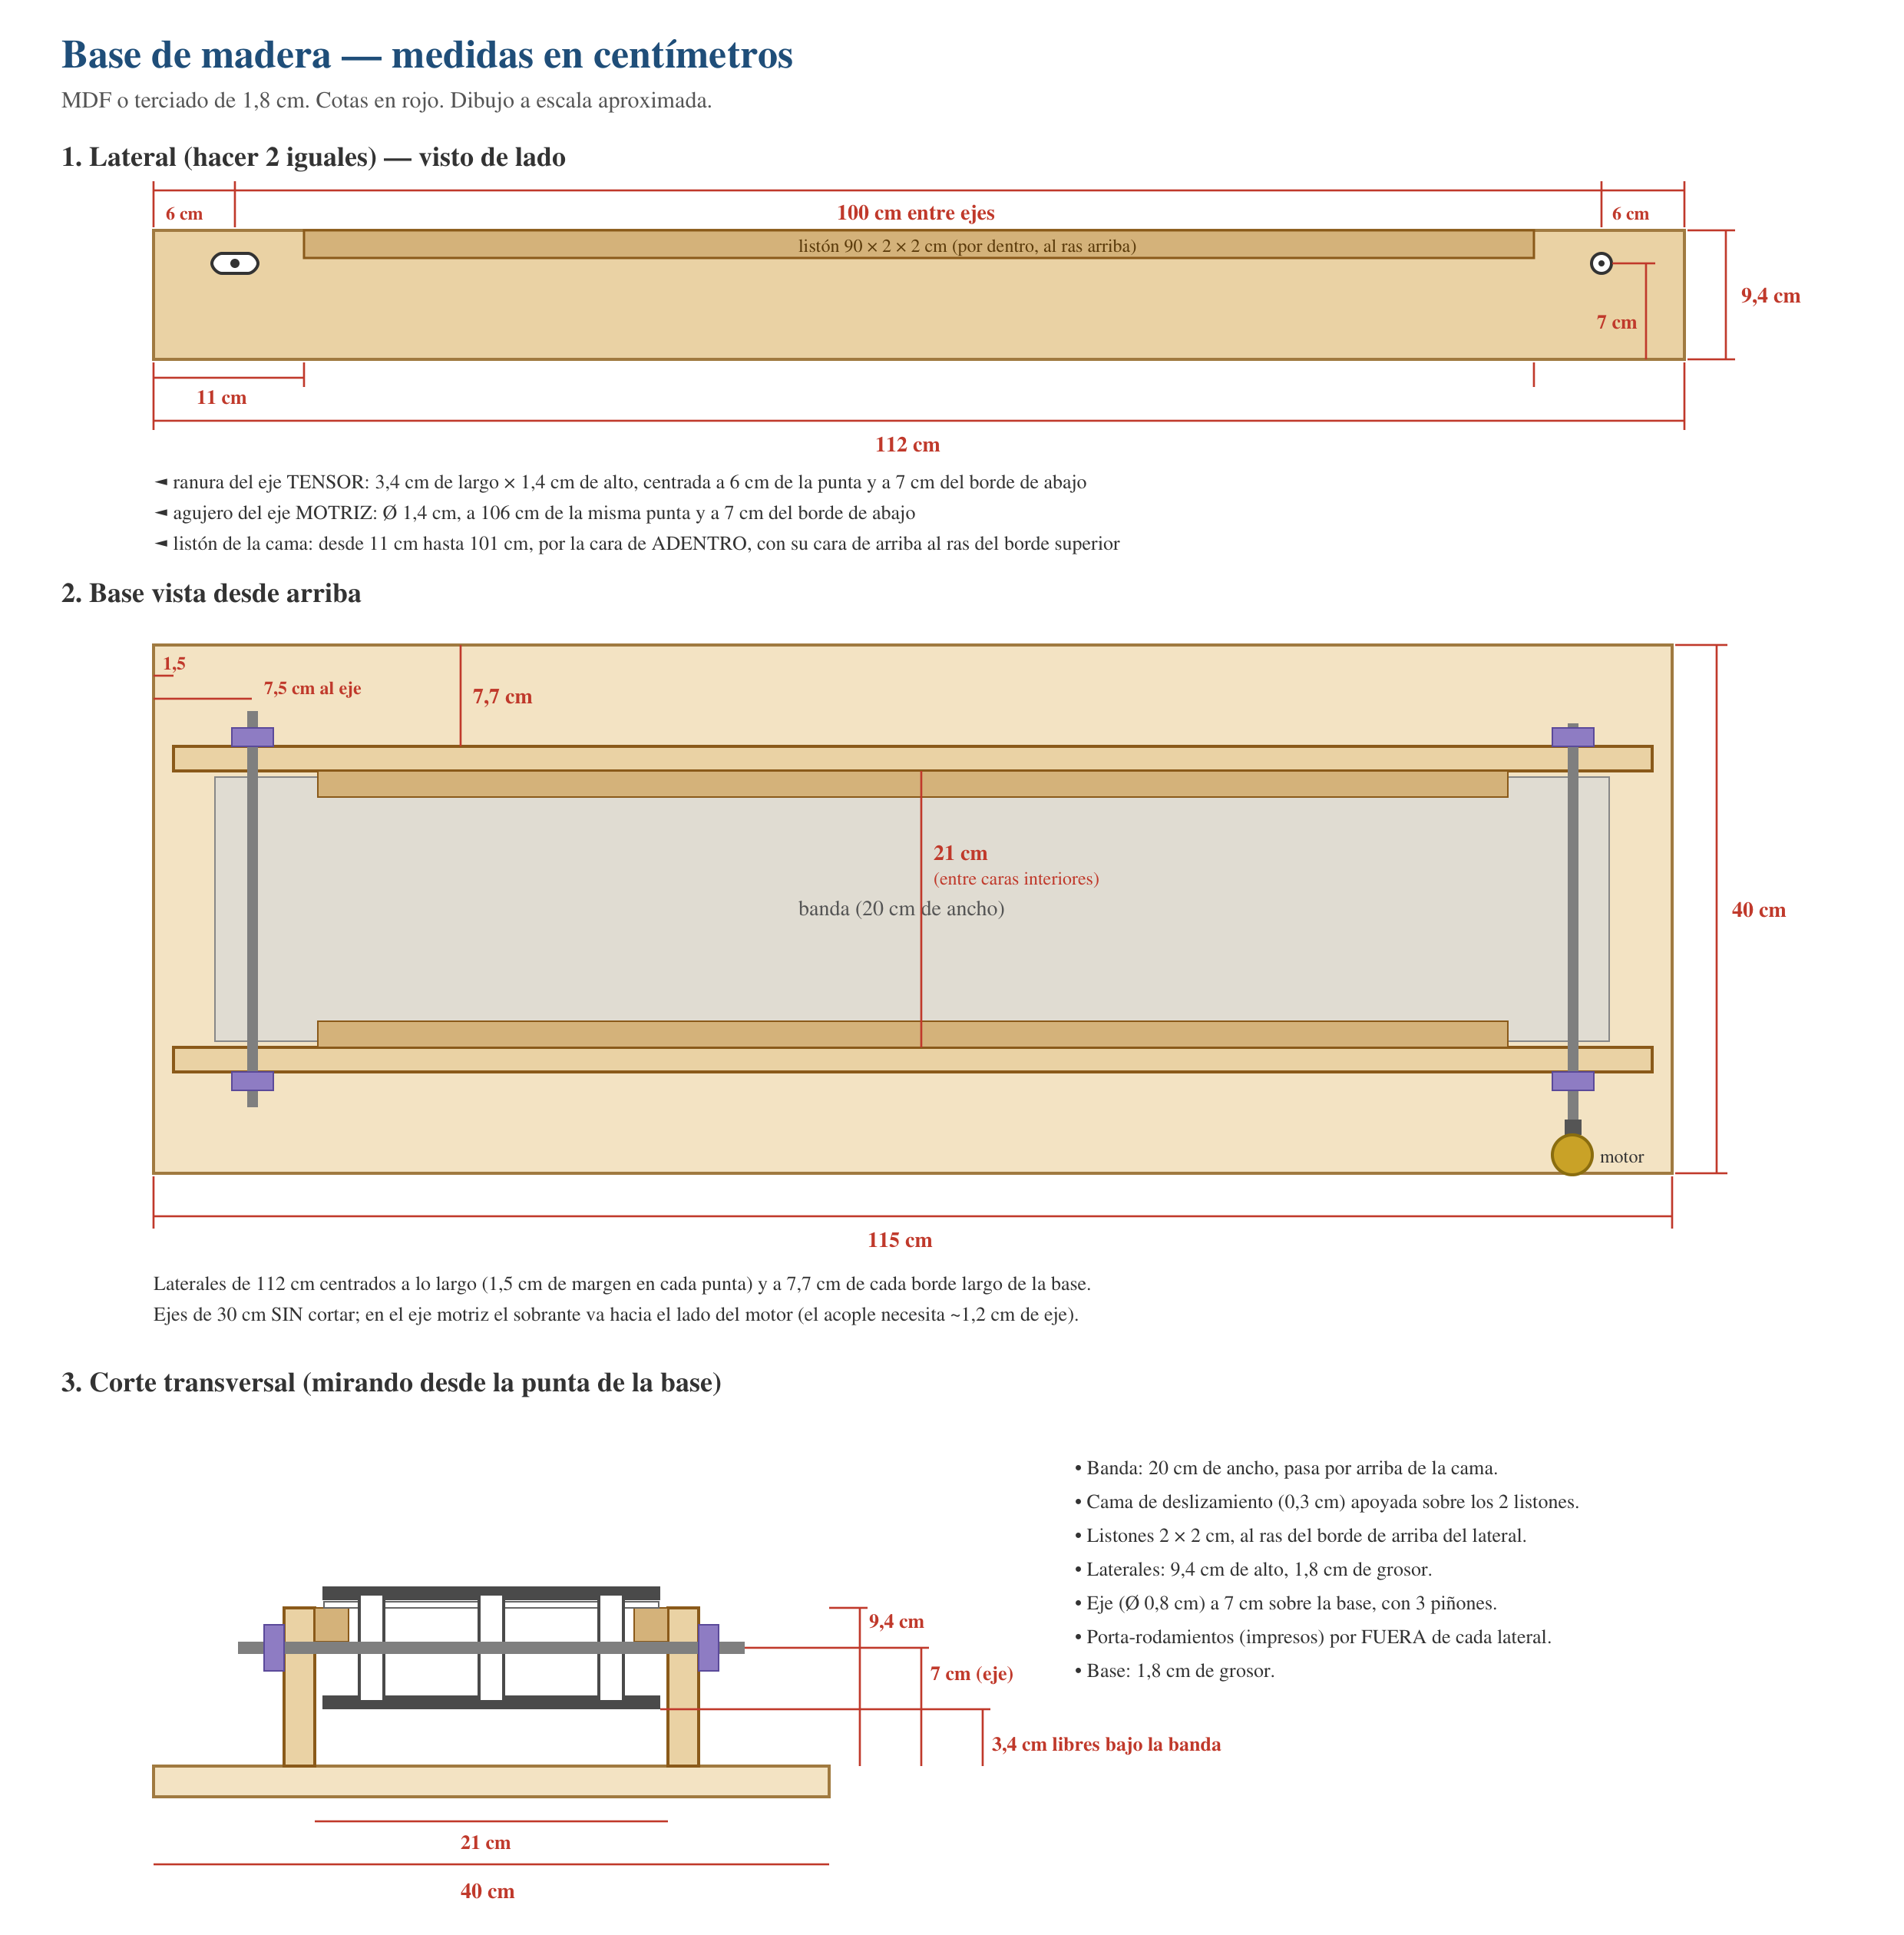 Base de madera — medidas en centímetros
MDF o terciado de 1,8 cm. Cotas en rojo. Dibujo a escala aproximada.
1. Lateral (hacer 2 iguales) — visto de lado
6 cm
100 cm entre ejes
6 cm
listón 90 × 2 × 2 cm (por dentro, al ras arriba)
9,4 cm
7 cm
11 cm
112 cm
◄ ranura del eje TENSOR: 3,4 cm de largo × 1,4 cm de alto, centrada a 6 cm de la punta y a 7 cm del borde de abajo
◄ agujero del eje MOTRIZ: Ø 1,4 cm, a 106 cm de la misma punta y a 7 cm del borde de abajo
◄ listón de la cama: desde 11 cm hasta 101 cm, por la cara de ADENTRO, con su cara de arriba al ras del borde superior
2. Base vista desde arriba
1,5
7,5 cm al eje
7,7 cm
21 cm
(entre caras interiores)
banda (20 cm de ancho)
40 cm
motor
115 cm
Laterales de 112 cm centrados a lo largo (1,5 cm de margen en cada punta) y a 7,7 cm de cada borde largo de la base.
Ejes de 30 cm SIN cortar; en el eje motriz el sobrante va hacia el lado del motor (el acople necesita ~1,2 cm de eje).
3. Corte transversal (mirando desde la punta de la base)
• Banda: 20 cm de ancho, pasa por arriba de la cama.
• Cama de deslizamiento (0,3 cm) apoyada sobre los 2 listones.
• Listones 2 × 2 cm, al ras del borde de arriba del lateral.
• Laterales: 9,4 cm de alto, 1,8 cm de grosor.
• Eje (Ø 0,8 cm) a 7 cm sobre la base, con 3 piñones.
• Porta-rodamientos (impresos) por FUERA de cada lateral.
• Base: 1,8 cm de grosor.
9,4 cm
7 cm (eje)
3,4 cm libres bajo la banda
21 cm
40 cm